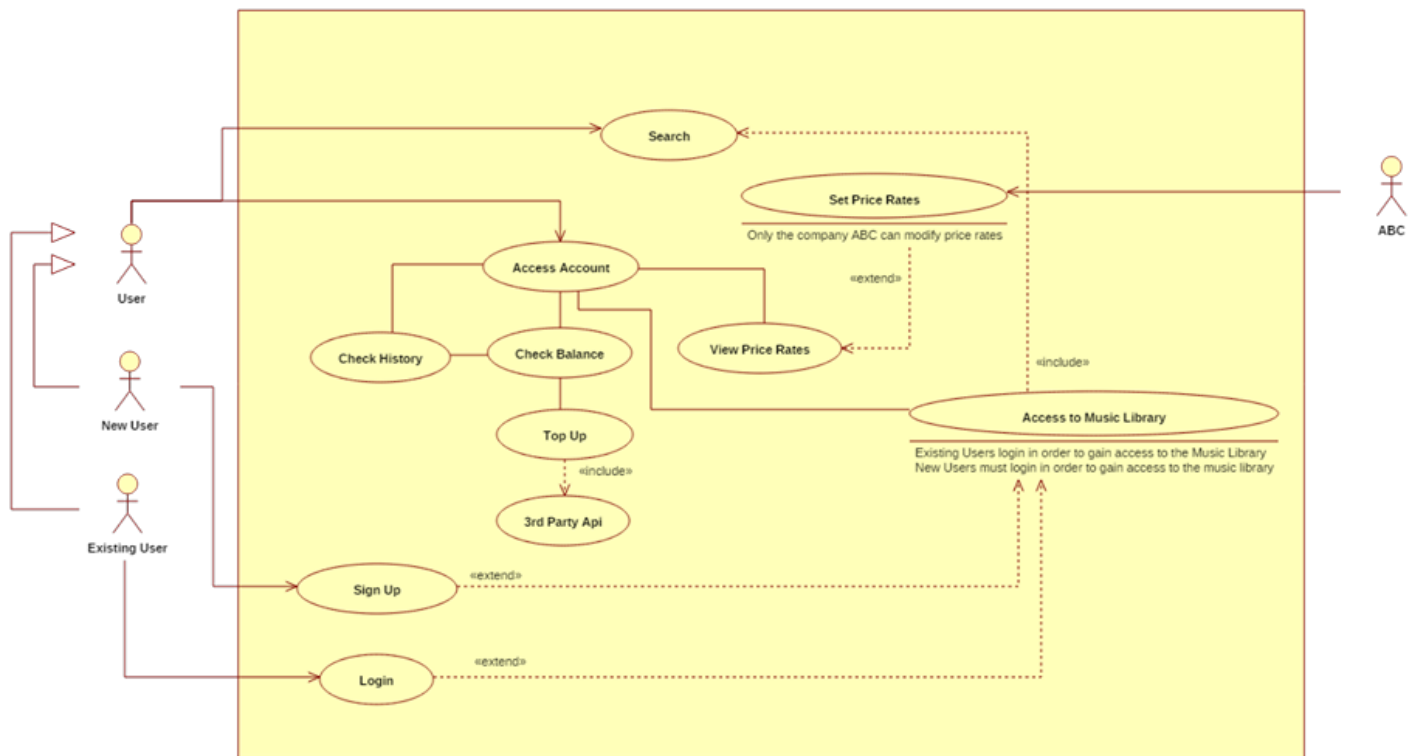 Search
Set Price Rates
Only the company ABC can modify price rates
ABC
«extend»
Access Account
User
Check History
Check Balance
View Price Rates
«include»
New User
Access to Music Library
Existing Users login in order to gain access to the Music Library
New Users must login in order to gain access to the music library
Top Up
«include»
3rd Party Api
Existing User
«extend»
Sign Up
«extend»
Login